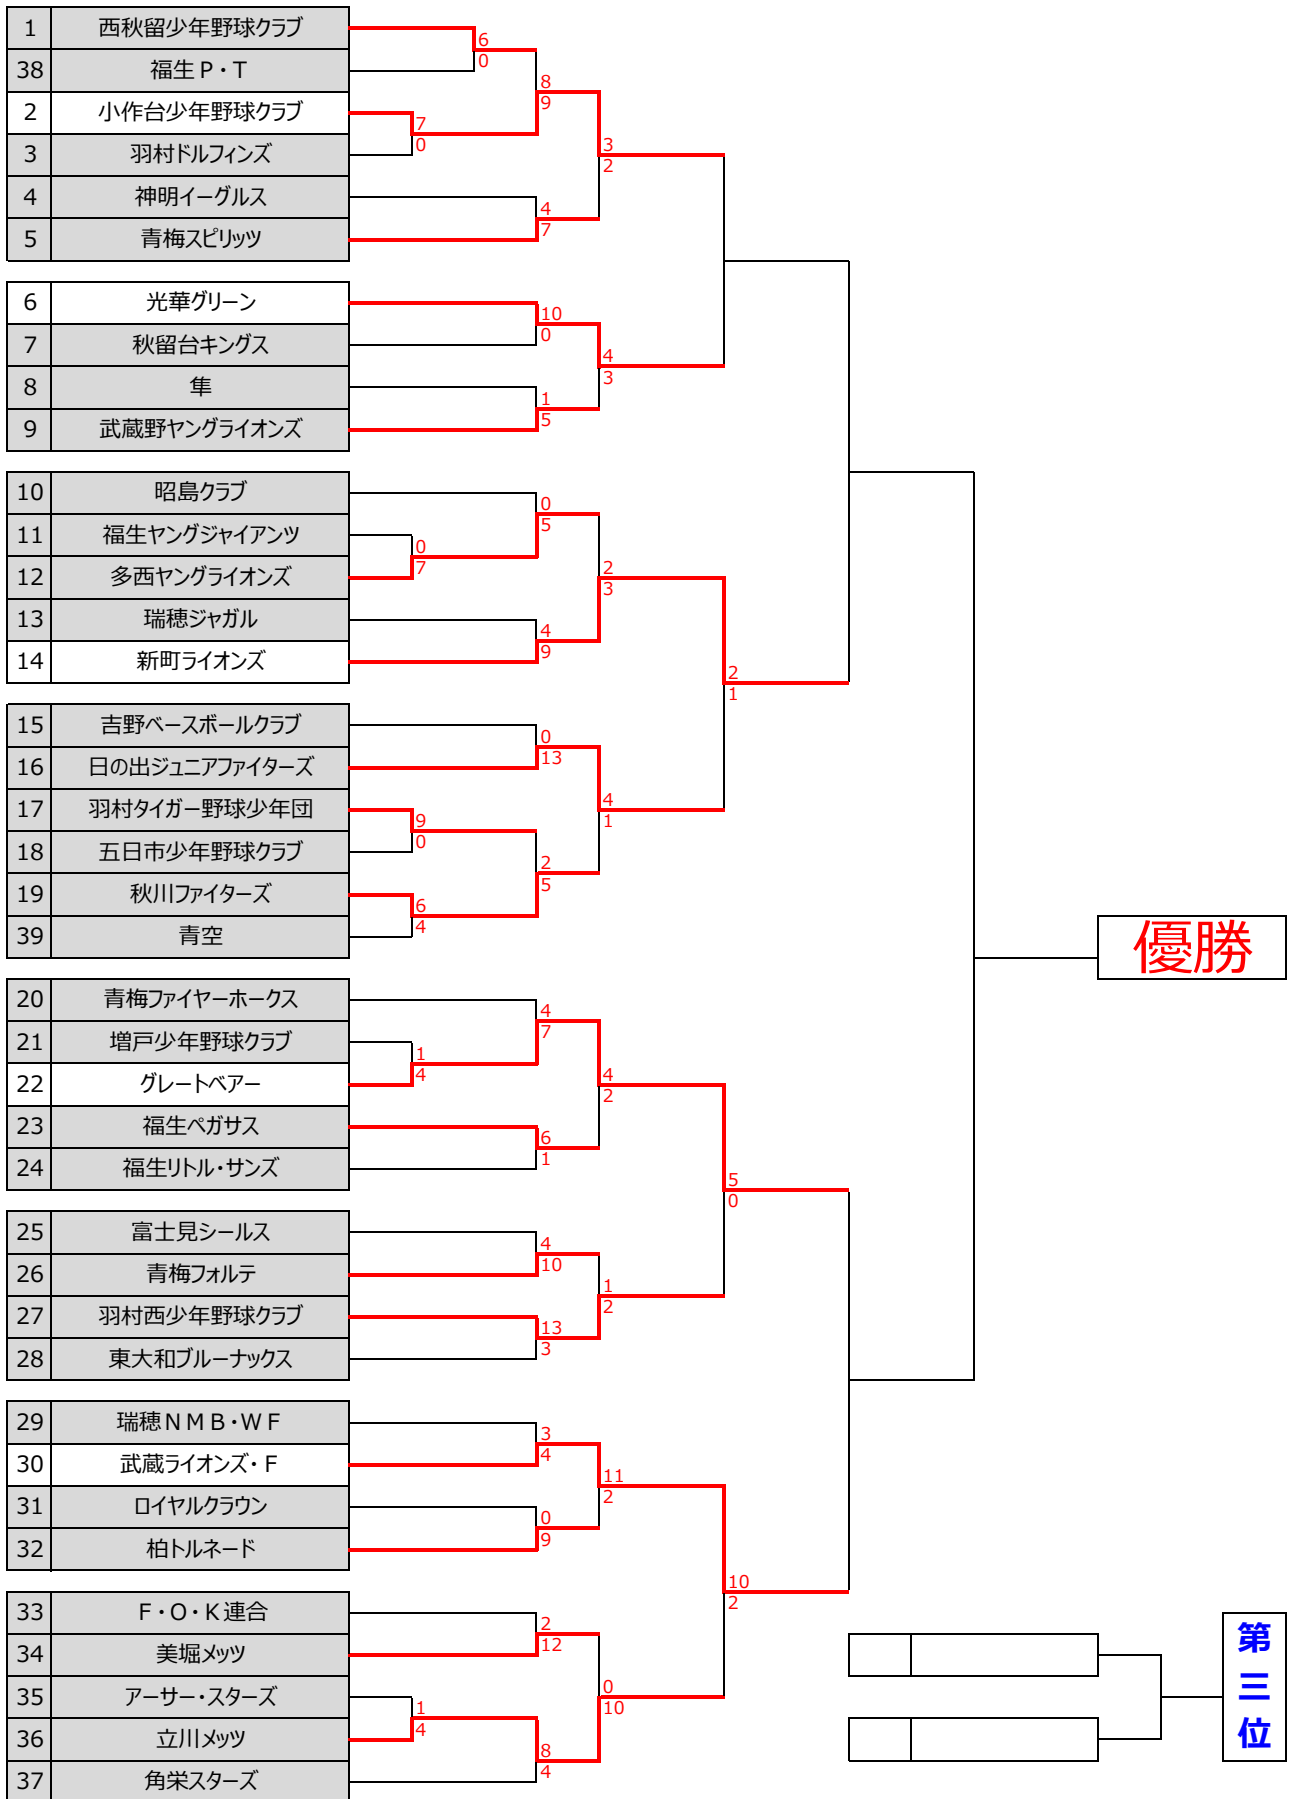 1 西秋留少年野球クラブ
6
38 福生Ｐ・Ｔ
0
8
2 小作台少年野球クラブ
9
7
3 羽村ドルフィンズ
0
3
2
4 神明イーグルス
4
5 青梅スピリッツ
7
6 光華グリーン
10
7 秋留台キングス
0
4
3
8 隼
1
9 武蔵野ヤングライオンズ
5
10 昭島クラブ
0
5
11 福生ヤングジャイアンツ
0
12 多西ヤングライオンズ
7
2
3
13 瑞穂ジャガル
4
14 新町ライオンズ
9
2
1
15 吉野ベースボールクラブ
0
16 日の出ジュニアファイターズ
13
17 羽村タイガー野球少年団
9
4
1
18 五日市少年野球クラブ
0
2
19 秋川ファイターズ
5
6
39 青空
4
優勝
20 青梅ファイヤーホークス
4
7
21 増戸少年野球クラブ
1
22 グレートベアー
4
4
2
23 福生ペガサス
6
24 福生リトル・サンズ
1
5
0
25 富士見シールス
4
26 青梅フォルテ
10
1
2
27 羽村西少年野球クラブ
13
28 東大和ブルーナックス
3
29 瑞穂ＮＭＢ・ＷＦ
3
30 武蔵ライオンズ・Ｆ
4
11
2
31 ロイヤルクラウン
0
32 柏トルネード
9
10
2
33 Ｆ・Ｏ・Ｋ連合
2
34 美堀メッツ
12
35 アーサー・スターズ
1
0
10
36 立川メッツ
4
8
37 角栄スターズ
4
第
三
位